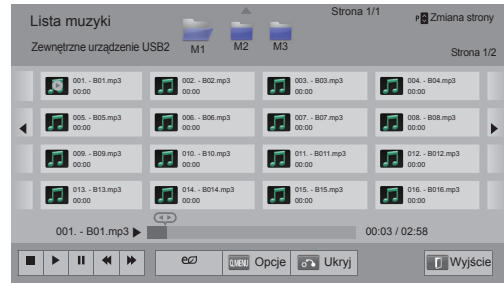 Lista muzyki
Strona 1/1
P Zmiana strony
Zewnętrzne urządzenie USB2
M1
M2
M3
Strona 1/2
001. - B01.mp3
00:00
002. - B02.mp3
00:00
003. - B03.mp3
00:00
004. - B04.mp3
00:00
005. - B05.mp3
00:00
006. - B06.mp3
00:00
007. - B07.mp3
00:00
008. - B08.mp3
00:00
009. - B09.mp3
00:00
010. - B10.mp3
00:00
011. - B011.mp3
00:00
012. - B12.mp3
00:00
013. - B13.mp3
00:00
014. - B014.mp3
00:00
015. - B15.mp3
00:00
016. - B016.mp3
00:00
001. - B01.mp3
00:03 / 02:58
Q.MENU Opcje
Ukryj
Wyjście